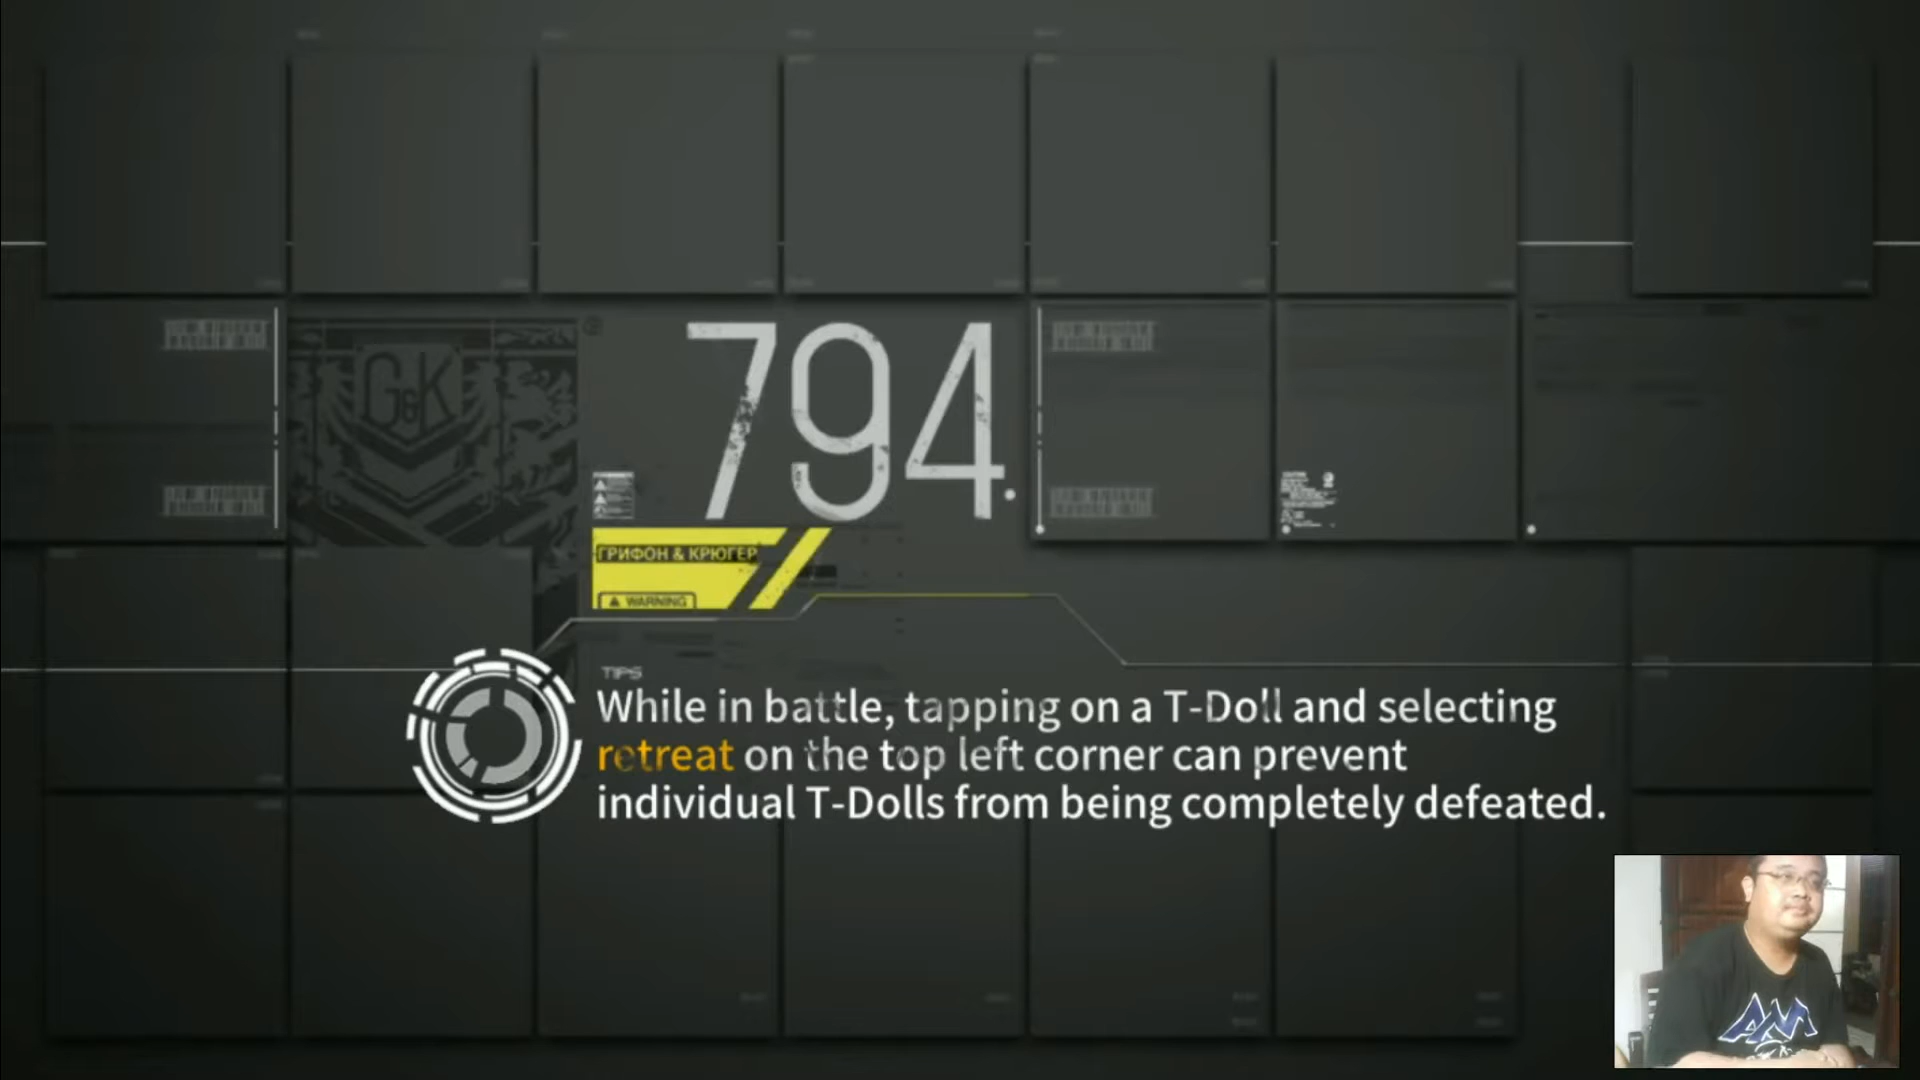 G&K
794.
ГРИФОН & КРЮГЕР
WARNING
TIPS
While in battle, tapping on a T-Doll and selecting
retreat on the top left corner can prevent
individual T-Dolls from being completely defeated.
AM